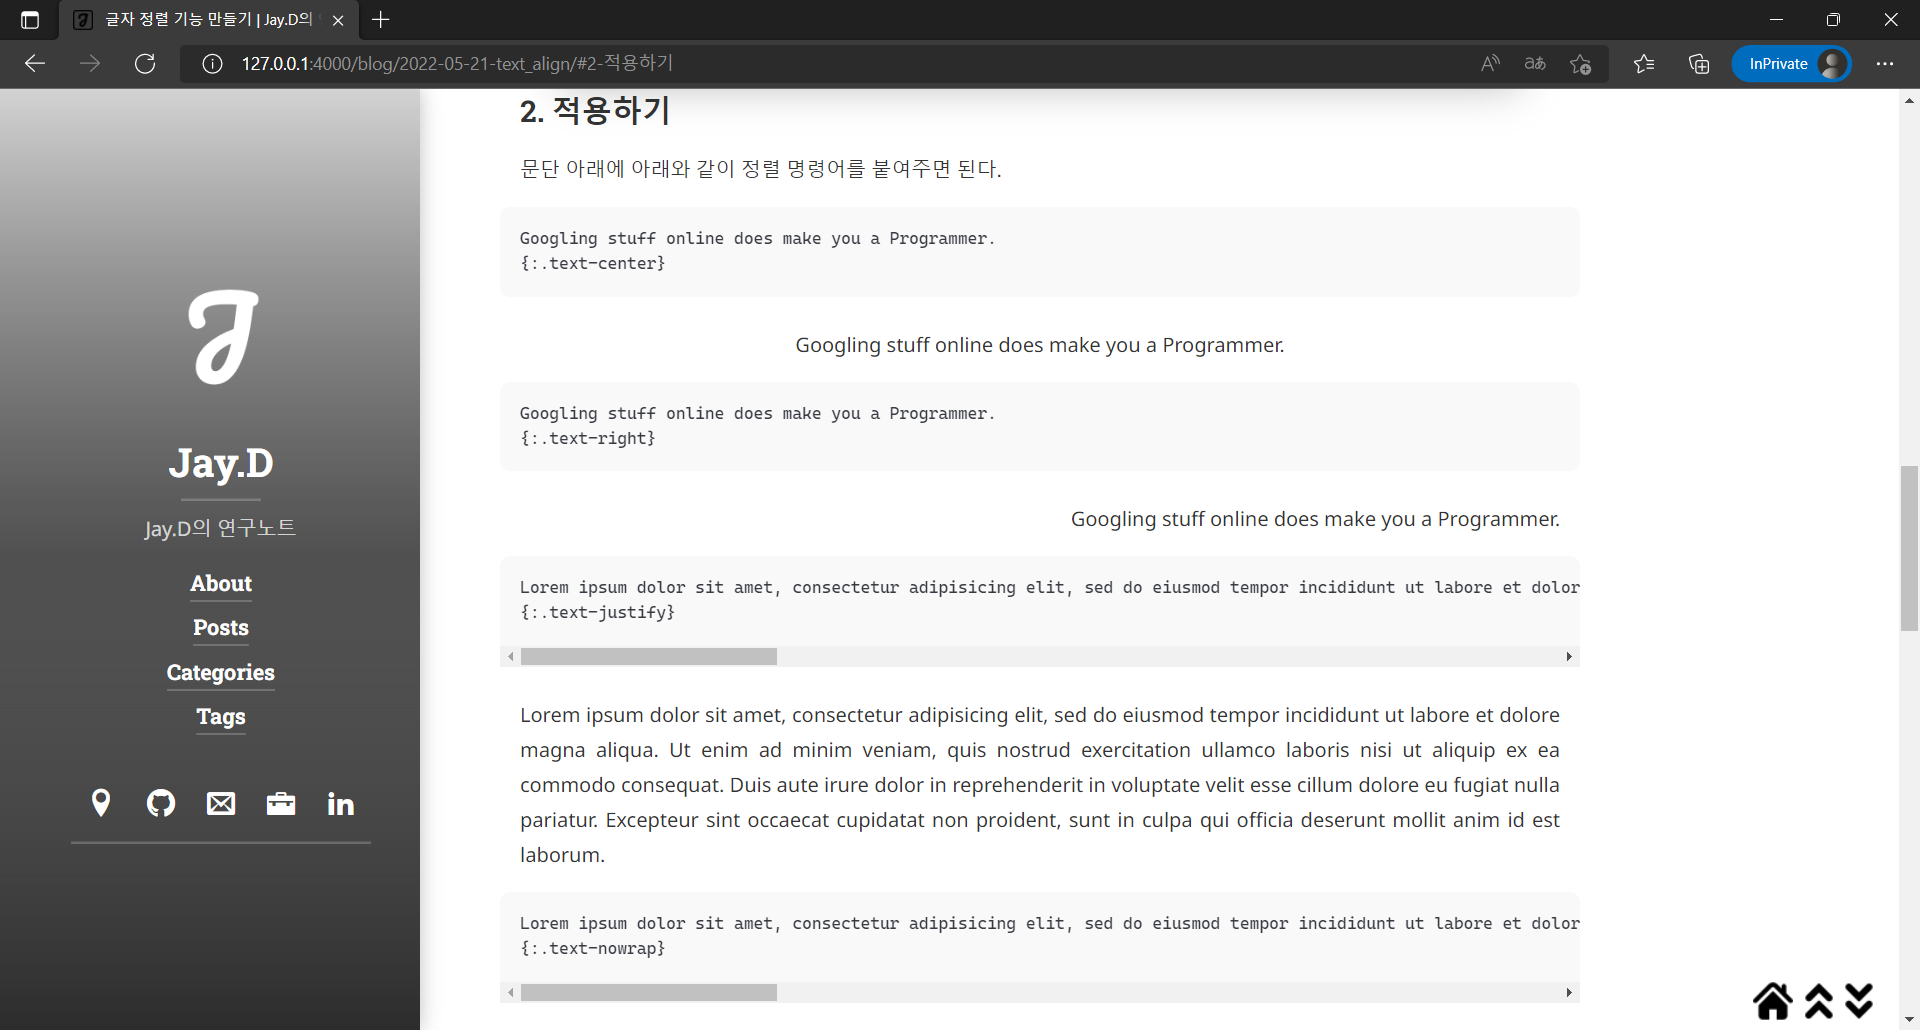 글자 정렬 기능 만들기 | Jay.D의
127.0.0.1:4000/blog/2022-05-21-text_align/#2-적용하기
InPrivate
Jay.D
Jay.D의 연구노트
About
Posts
Categories
Tags
2. 적용하기
문단 아래에 아래와 같이 정렬 명령어를 붙여주면 된다.
Googling stuff online does make you a Programmer.
{:.text-center}
Googling stuff online does make you a Programmer.
Googling stuff online does make you a Programmer.
{:.text-right}
Googling stuff online does make you a Programmer.
Lorem ipsum dolor sit amet, consectetur adipisicing elit, sed do eiusmod tempor incididunt ut labore et dolor
{:.text-justify}
Lorem ipsum dolor sit amet, consectetur adipisicing elit, sed do eiusmod tempor incididunt ut labore et dolore
magna aliqua. Ut enim ad minim veniam, quis nostrud exercitation ullamco laboris nisi ut aliquip ex ea
commodo consequat. Duis aute irure dolor in reprehenderit in voluptate velit esse cillum dolore eu fugiat nulla
pariatur. Excepteur sint occaecat cupidatat non proident, sunt in culpa qui officia deserunt mollit anim id est
laborum.
Lorem ipsum dolor sit amet, consectetur adipisicing elit, sed do eiusmod tempor incididunt ut labore et dolor
{:.text-nowrap}